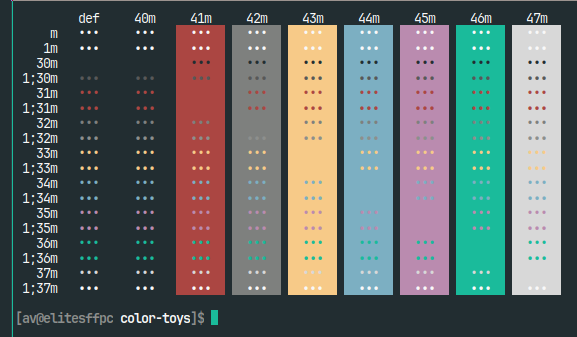 def 40m 41m 42m 43m 44m 45m 46m 47m
m ••• ••• ••• ••• ••• ••• ••• ••• •••
1m ••• ••• ••• ••• ••• ••• ••• ••• •••
30m ••• ••• ••• ••• ••• ••• •••
1;30m ••• ••• ••• ••• ••• ••• ••• ••• •••
31m ••• ••• ••• ••• ••• ••• ••• •••
1;31m ••• ••• ••• ••• ••• ••• ••• •••
32m ••• ••• ••• ••• ••• ••• ••• •••
1;32m ••• ••• ••• ••• ••• ••• ••• ••• •••
33m ••• ••• ••• ••• ••• ••• ••• •••
1;33m ••• ••• ••• ••• ••• ••• ••• •••
34m ••• ••• ••• ••• ••• ••• ••• •••
1;34m ••• ••• ••• ••• ••• ••• ••• •••
35m ••• ••• ••• ••• ••• ••• ••• •••
1;35m ••• ••• ••• ••• ••• ••• ••• •••
36m ••• ••• ••• ••• ••• ••• ••• •••
1;36m ••• ••• ••• ••• ••• ••• ••• •••
37m ••• ••• ••• ••• ••• ••• ••• •••
1;37m ••• ••• ••• ••• ••• ••• ••• ••• •••
[av@elitesffpc color-toys]$